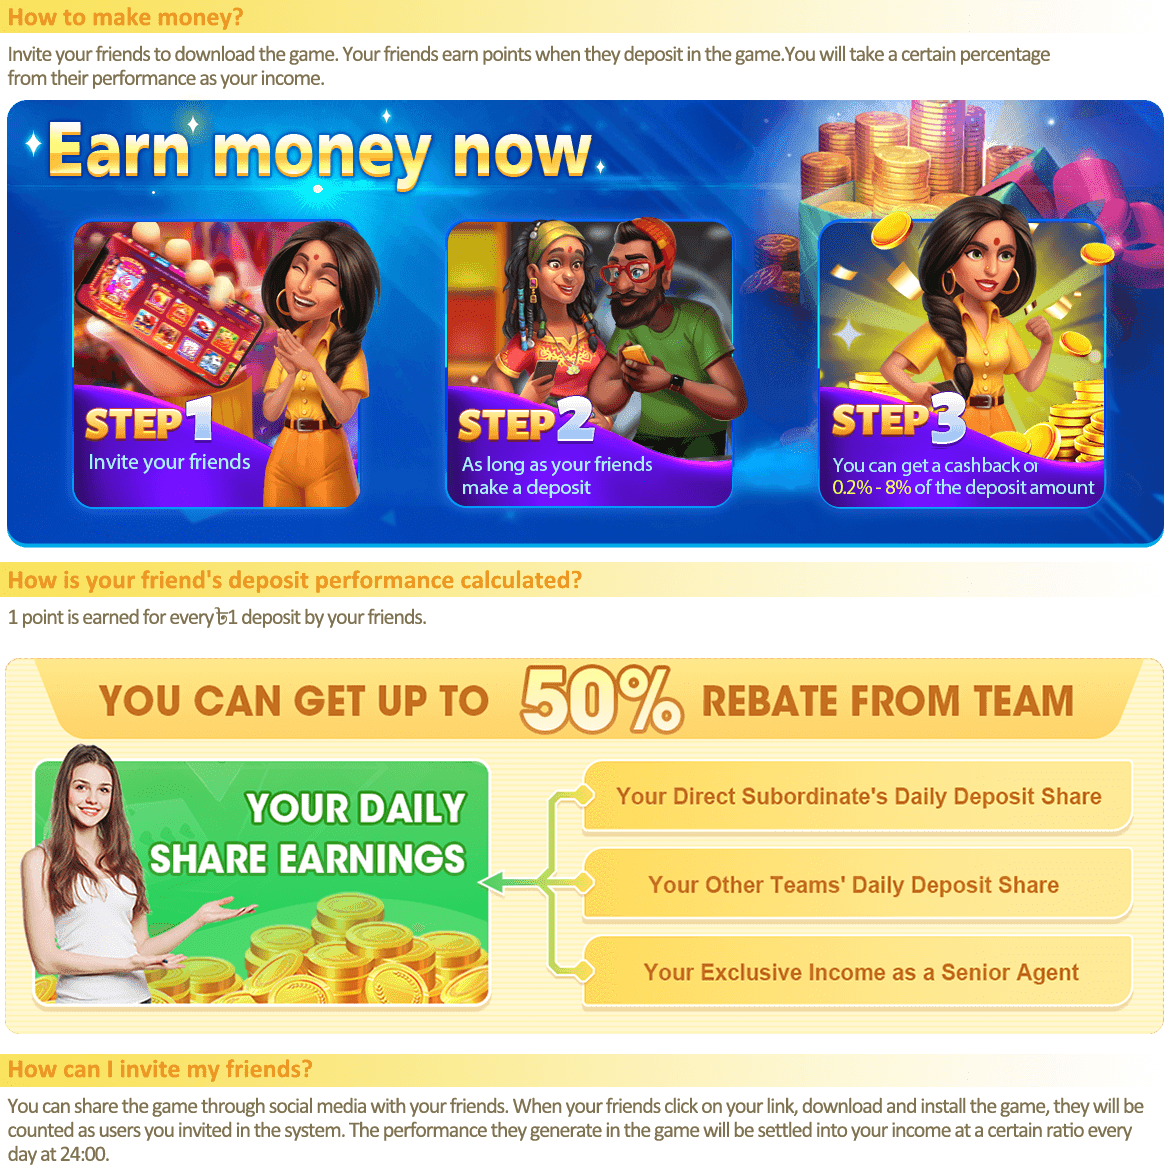 How to make money?
Invite your friends to download the game. Your friends earn points when they deposit in the game.You will take a certain percentage
from their performance as your income.
Earn money now
STEP1
Invite your friends
STEP2
As long as your friends
make a deposit
STEP3
You can get a cashback or
0.2% - 8% of the deposit amount
How is your friend's deposit performance calculated?
1 point is earned for every ৳1 deposit by your friends.
YOU CAN GET UP TO 50% REBATE FROM TEAM
YOUR DAILY
SHARE EARNINGS
Your Direct Subordinate's Daily Deposit Share
Your Other Teams' Daily Deposit Share
Your Exclusive Income as a Senior Agent
How can I invite my friends?
You can share the game through social media with your friends. When your friends click on your link, download and install the game, they will be
counted as users you invited in the system. The performance they generate in the game will be settled into your income at a certain ratio every
day at 24:00.